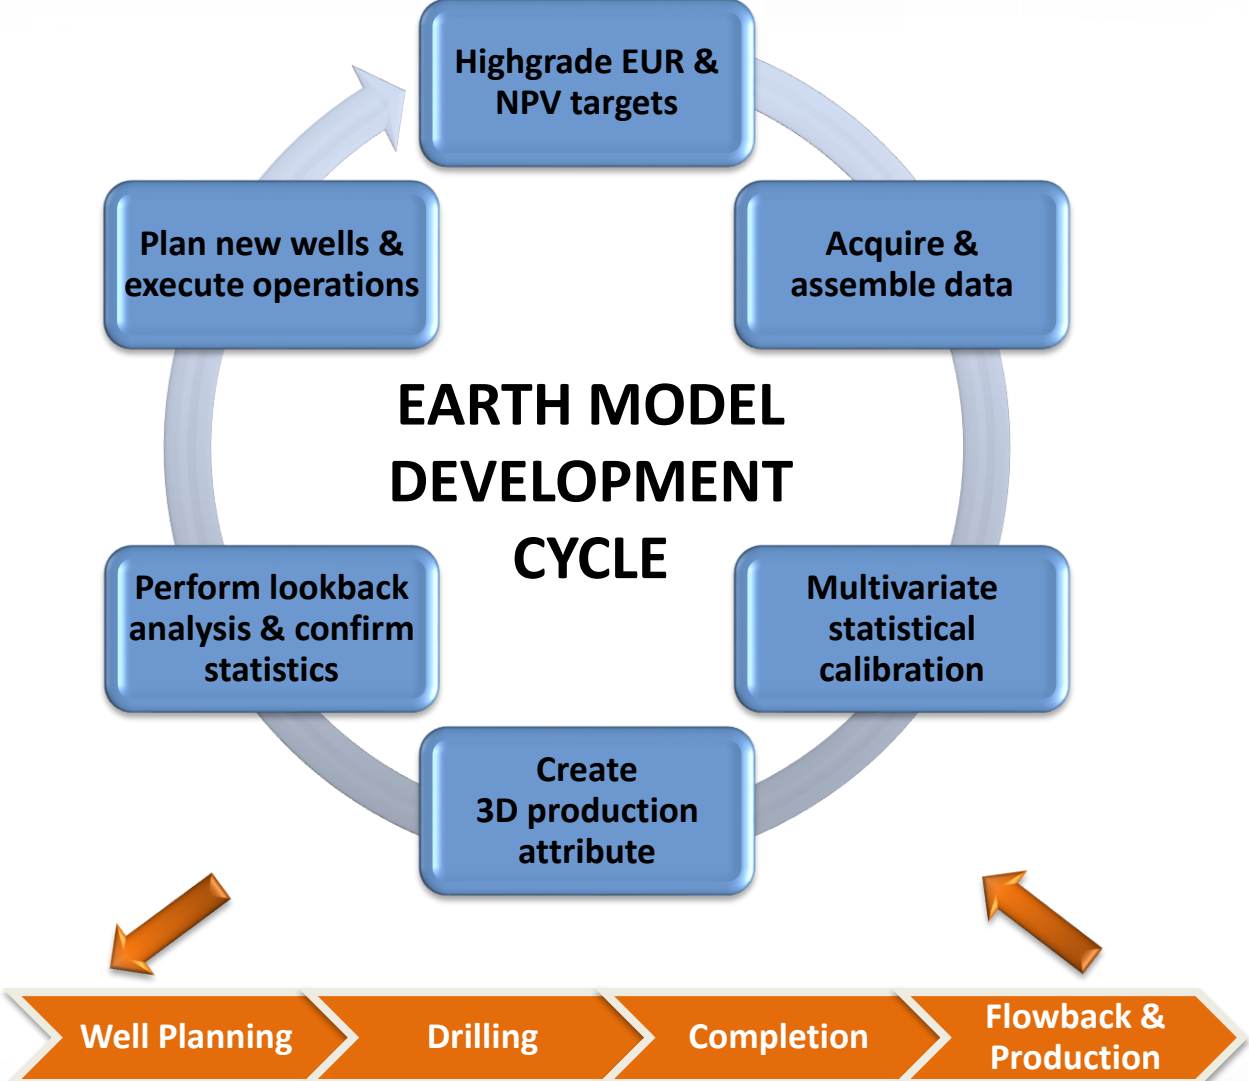 Highgrade EUR &
NPV targets
Acquire &
assemble data
Multivariate
statistical
calibration
Create
3D production
attribute
Perform lookback
analysis & confirm
statistics
Plan new wells &
execute operations
EARTH MODEL
DEVELOPMENT
CYCLE
Well Planning
Drilling
Completion
Flowback &
Production